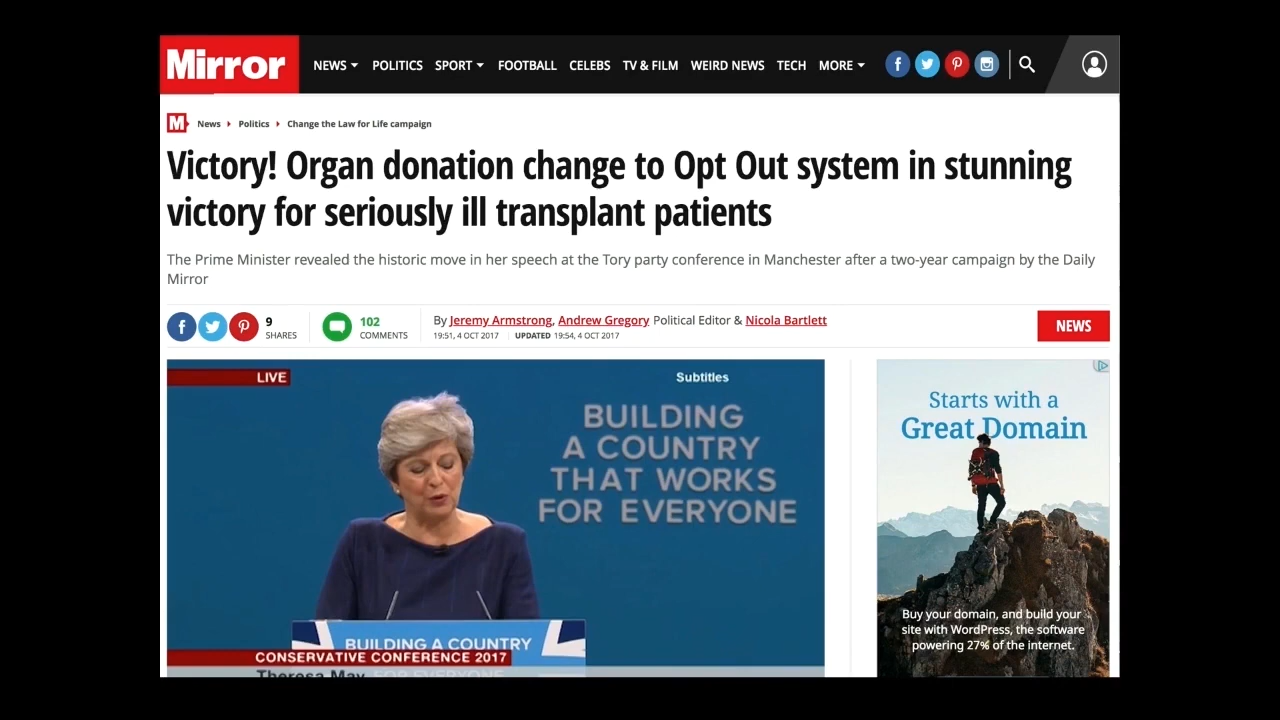 Mirror
NEWS POLITICS SPORT FOOTBALL CELEBS TV & FILM WEIRD NEWS TECH MORE
M News Politics Change the Law for Life campaign
Victory! Organ donation change to Opt Out system in stunning
victory for seriously ill transplant patients
The Prime Minister revealed the historic move in her speech at the Tory party conference in Manchester after a two-year campaign by the Daily
Mirror
9
SHARES
102
COMMENTS
By Jeremy Armstrong, Andrew Gregory Political Editor & Nicola Bartlett
19:51, 4 OCT 2017 UPDATED 19:54, 4 OCT 2017
NEWS
LIVE
Subtitles
BUILDING
A COUNTRY
THAT WORKS
FOR EVERYONE
BUILDING A COUNTRY
CONSERVATIVE CONFERENCE 2017
Theresa May FOR EVERYONE
Starts with a
Great Domain
Buy your domain, and build your
site with WordPress, the software
powering 27% of the internet.